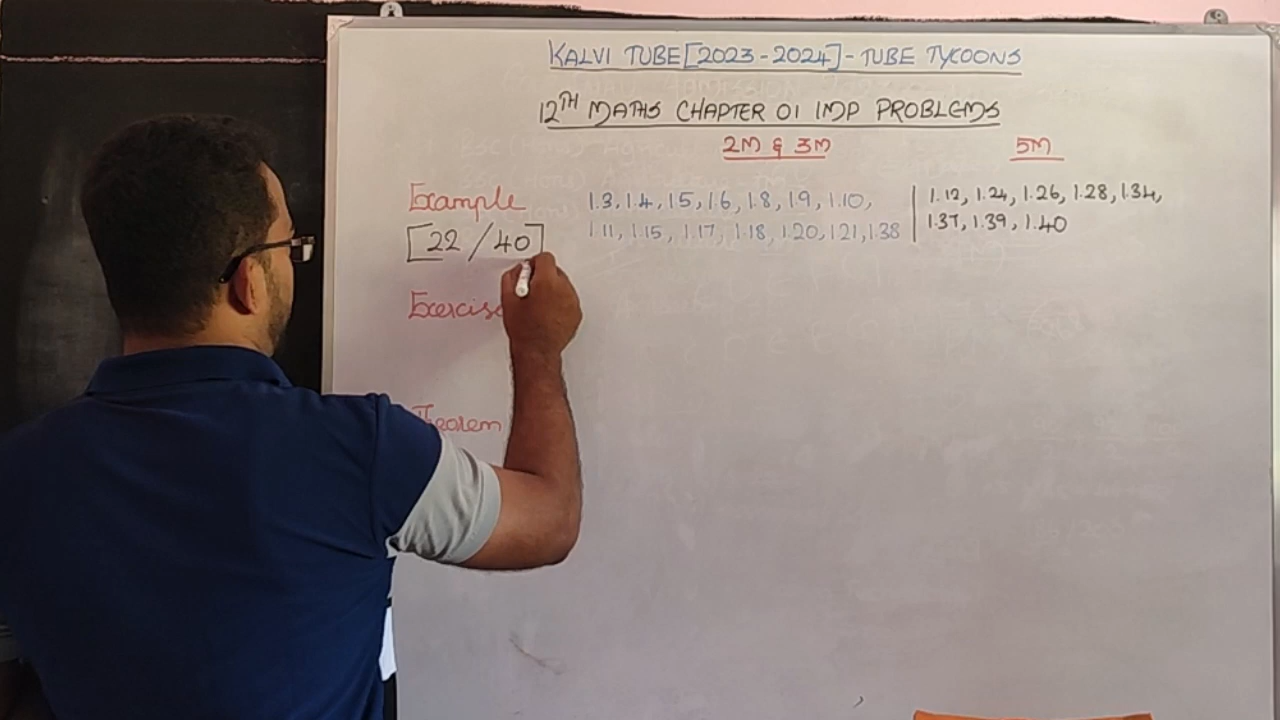 KALVI TUBE[2023-2024]-TUBE TYCOONS
12TH MATHS CHAPTER 01 IMP PROBLEMS
2M & 3M 5M
Example 1.3, 1.4, 1.5, 1.6, 1.8, 1.9, 1.10, 1.12, 1.24, 1.26, 1.28, 1.34,
[22/40] 1.11, 1.15, 1.17, 1.18, 1.20, 1.21, 1.38 1.37, 1.39, 1.40
Exercise
Theorem